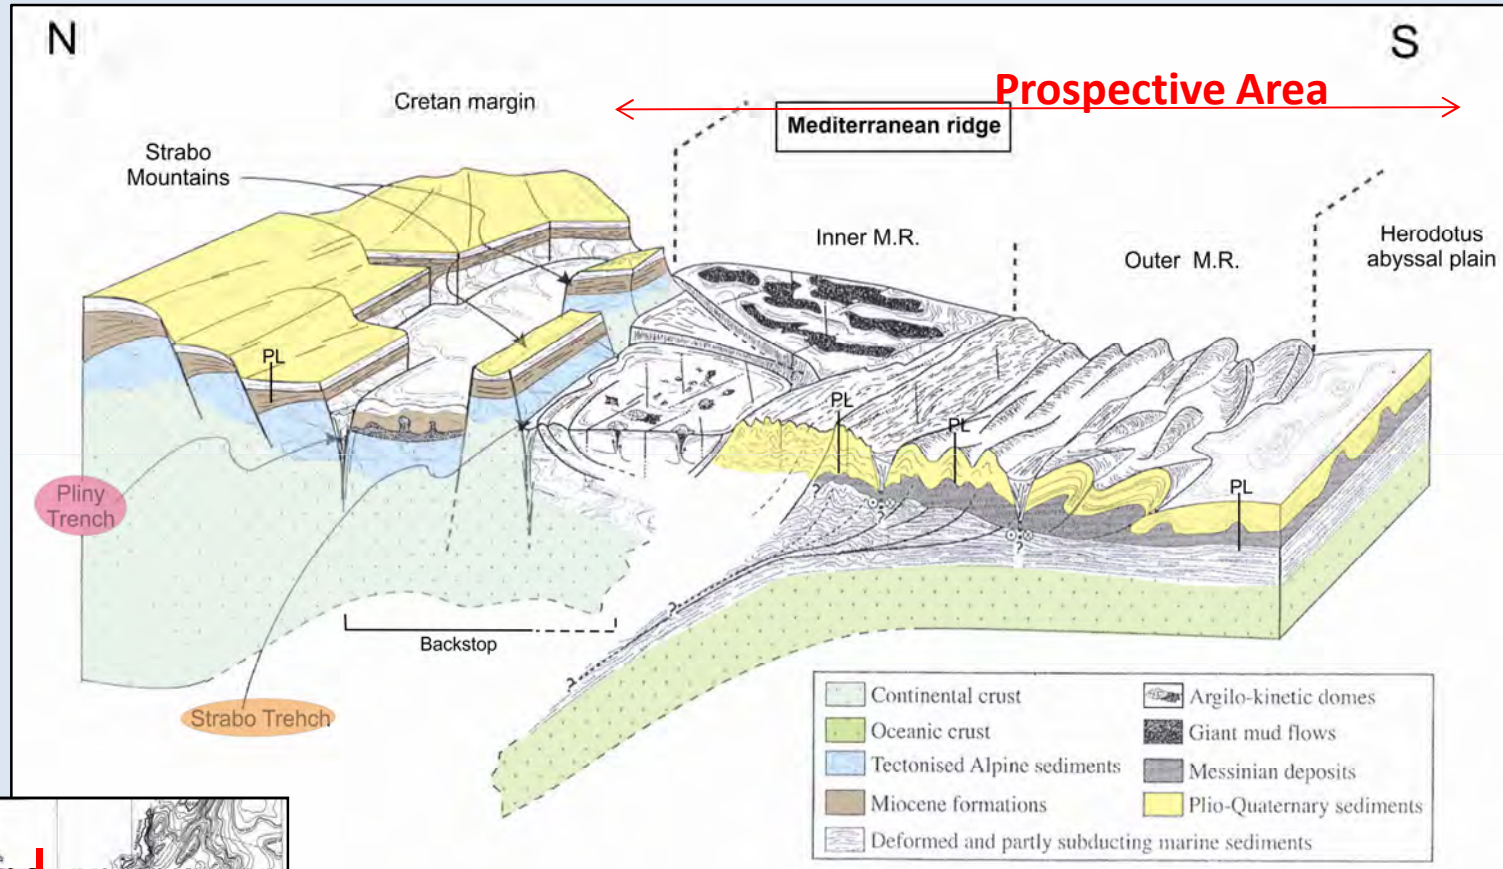 N
S
Prospective Area
Cretan margin
Mediterranean ridge
Strabo
Mountains
Inner M.R.
Outer M.R.
Herodotus
abyssal plain
PL
PL
PL
PL
Pliny
Trench
?
?
?
?
?
Backstop
Strabo Trehch
Continental crust
Oceanic crust
Tectonised Alpine sediments
Miocene formations
Deformed and partly subducting marine sediments
Argilo-kinetic domes
Giant mud flows
Messinian deposits
Plio-Quaternary sediments